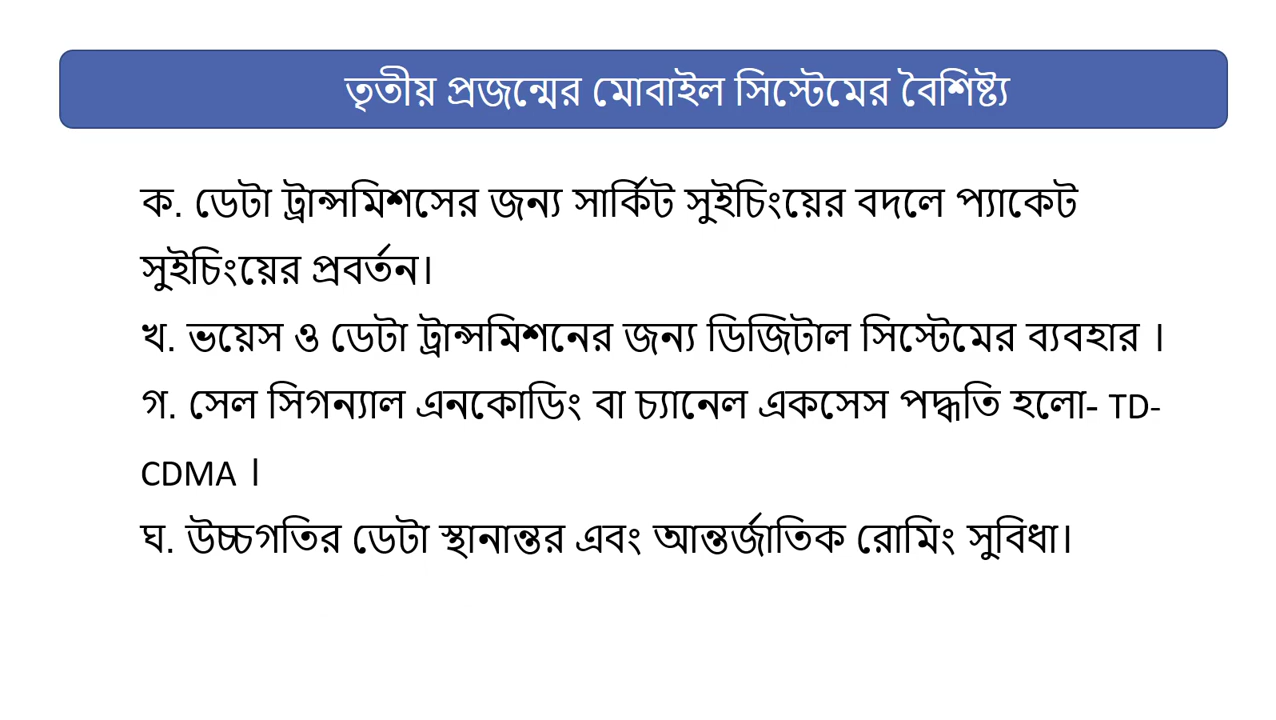 তৃতীয় প্রজন্মের মোবাইল সিস্টেমের বৈশিষ্ট্য
ক. ডেটা ট্রান্সমিশসের জন্য সার্কিট সুইচিংয়ের বদলে প্যাকেট
সুইচিংয়ের প্রবর্তন।
খ. ভয়েস ও ডেটা ট্রান্সমিশনের জন্য ডিজিটাল সিস্টেমের ব্যবহার ।
গ. সেল সিগন্যাল এনকোডিং বা চ্যানেল একসেস পদ্ধতি হলো- TD-
CDMA ।
ঘ. উচ্চগতির ডেটা স্থানান্তর এবং আন্তর্জাতিক রোমিং সুবিধা।